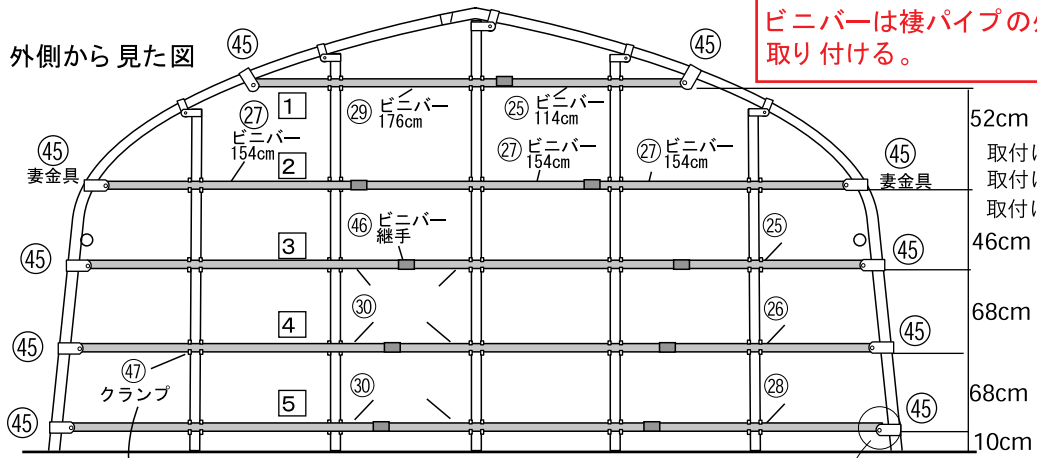 外側から見た図
ビニバーは褄パイプの
取り付ける。
45
45
1
29 ビニバー
176cm
25 ビニバー
114cm
52cm
27
ビニバー
154cm
27 ビニバー
154cm
27 ビニバー
154cm
45
妻金具
2
45
妻金具
取付け
取付け
取付け
46 ビニバー
継手
45
3
25
45
46cm
30
45
4
26
45
68cm
47
クランプ
30
45
5
28
45
68cm
10cm